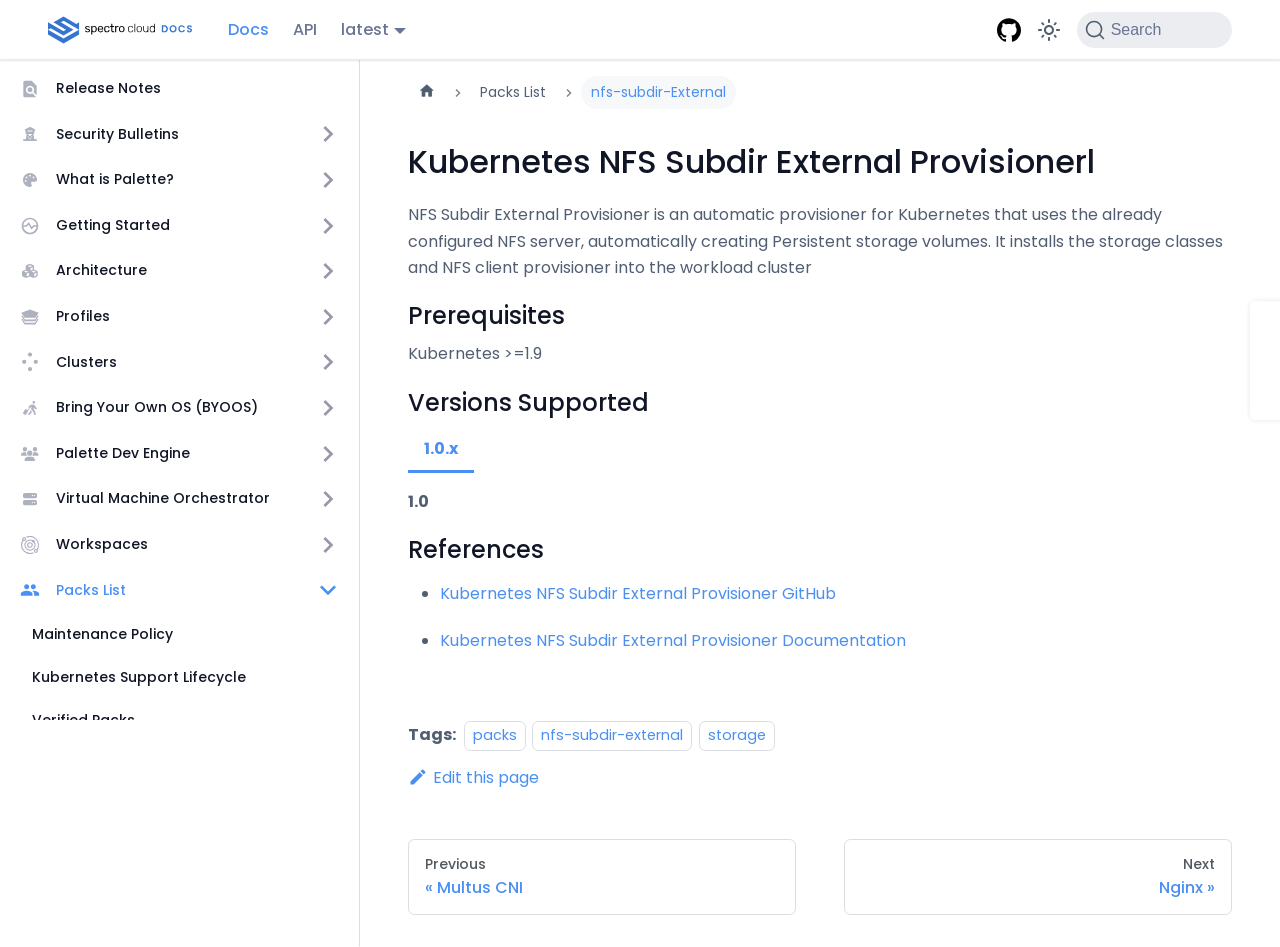 spectro cloud DOCS
Docs
API
latest
Search
Release Notes
Security Bulletins
What is Palette?
Getting Started
Architecture
Profiles
Clusters
Bring Your Own OS (BYOOS)
Palette Dev Engine
Virtual Machine Orchestrator
Workspaces
Packs List
Maintenance Policy
Kubernetes Support Lifecycle
Verified Packs
Packs List
nfs-subdir-External
Kubernetes NFS Subdir External Provisionerl
NFS Subdir External Provisioner is an automatic provisioner for Kubernetes that uses the already
configured NFS server, automatically creating Persistent storage volumes. It installs the storage classes
and NFS client provisioner into the workload cluster
Prerequisites
Kubernetes >=1.9
Versions Supported
1.0.x
1.0
References
Kubernetes NFS Subdir External Provisioner GitHub
Kubernetes NFS Subdir External Provisioner Documentation
Tags: packs nfs-subdir-external storage
Edit this page
Previous
« Multus CNI
Next
Nginx »